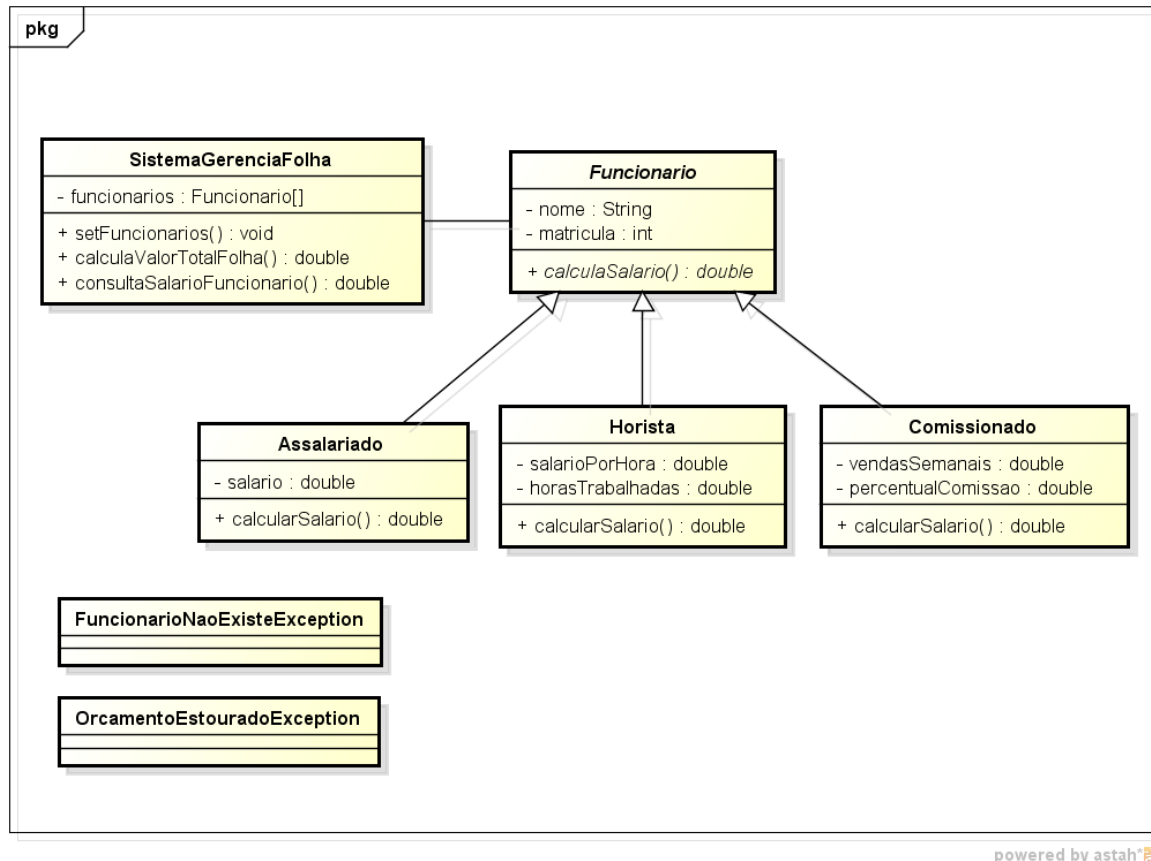 pkg
SistemaGerenciaFolha
- funcionarios : Funcionario[]
+ setFuncionarios() : void
+ calculaValorTotalFolha() : double
+ consultaSalarioFuncionario() : double
Funcionario
- nome : String
- matricula : int
+ calculaSalario() : double
Assalariado
- salario : double
+ calcularSalario() : double
Horista
- salarioPorHora : double
- horasTrabalhadas : double
+ calcularSalario() : double
Comissionado
- vendasSemanais : double
- percentualComissao : double
+ calcularSalario() : double
FuncionarioNaoExisteException
OrcamentoEstouradoException
powered by astah*